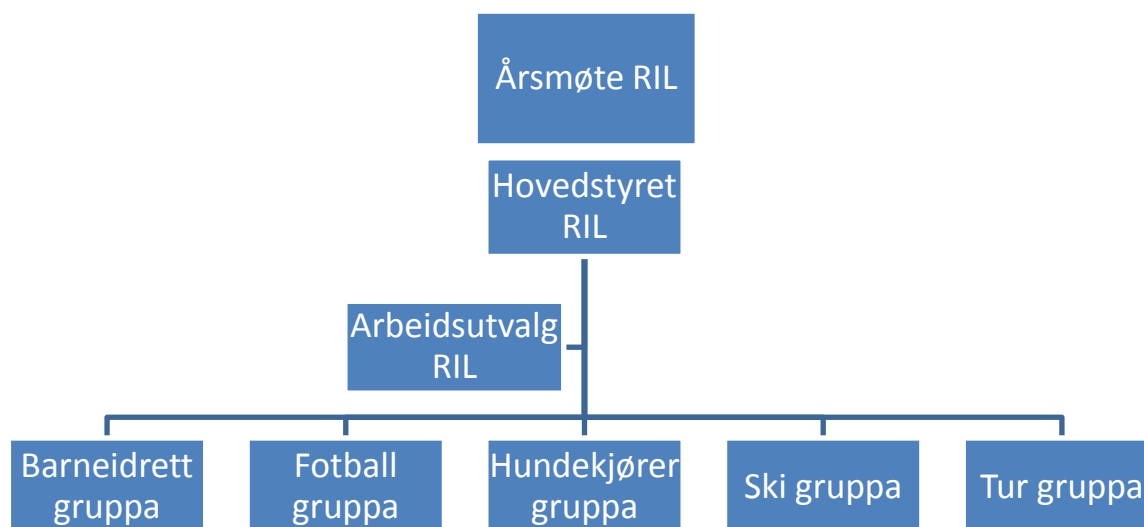 Årsmøte RIL
Hovedstyret
RIL
Arbeidsutvalg
RIL
Barneidrett
gruppa
Fotball
gruppa
Hundekjører
gruppa
Ski gruppa
Tur gruppa